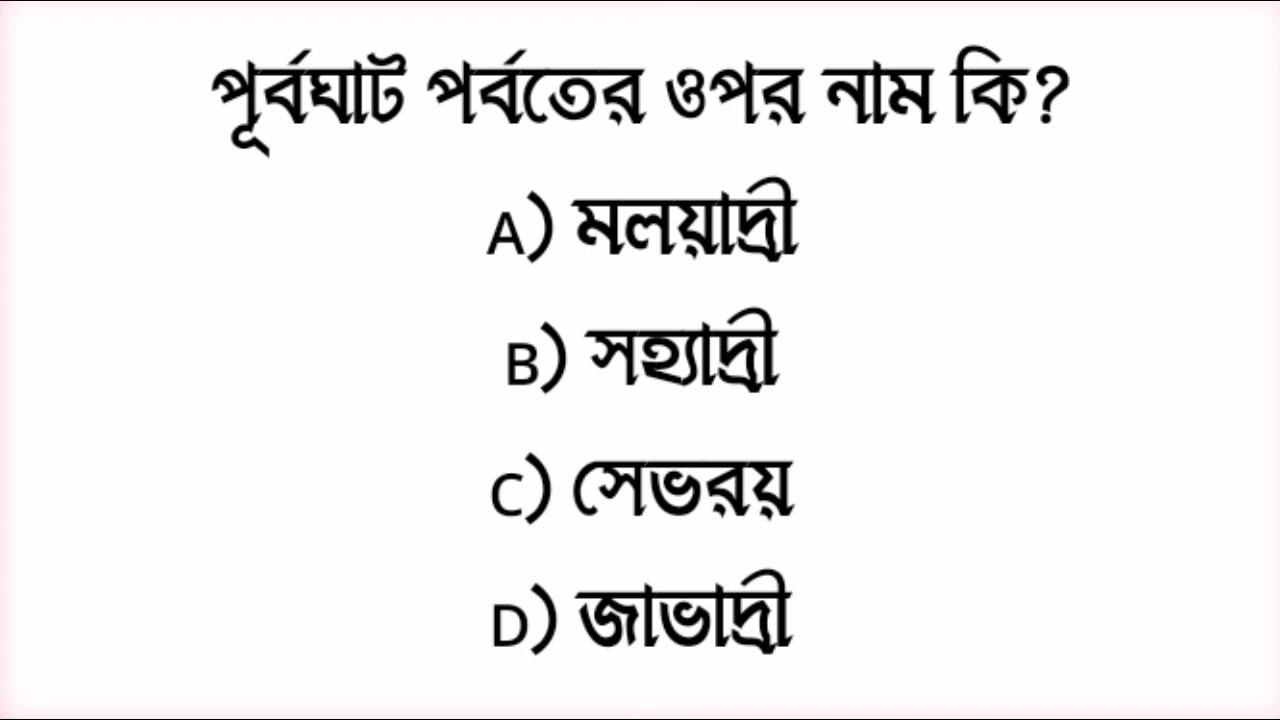 পূর্বঘাট পর্বতের ওপর নাম কি?
A) মলয়াদ্রী
B) সহ্যাদ্রী
C) সেভরয়
D) জাভাদ্রী